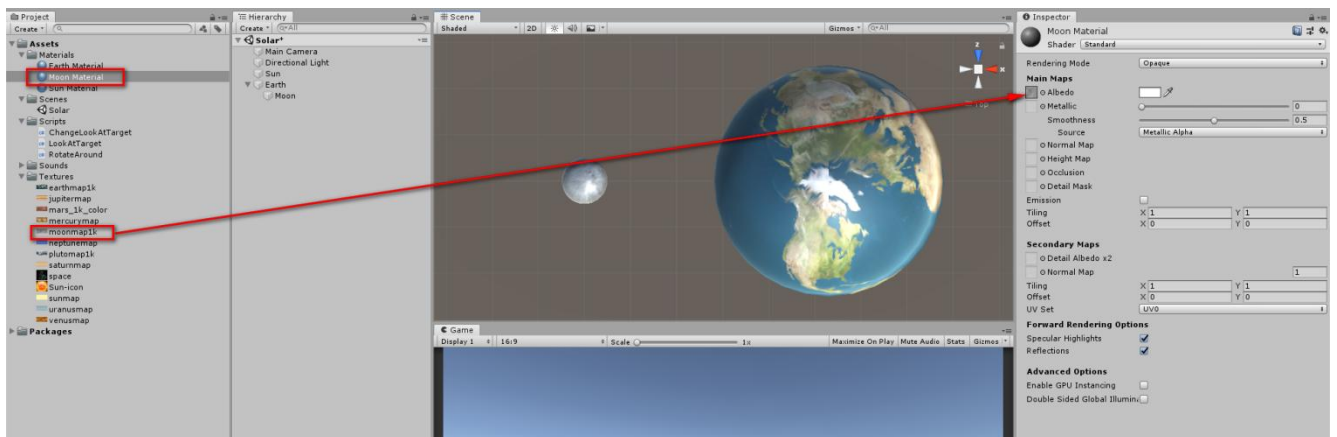 Project
Create
Assets
Materials
Earth Material
Moon Material
Sun Material
Scenes
Solar
Scripts
ChangeLookAtTarget
LookAtTarget
RotateAround
Sounds
Textures
earthmap1k
jupitermap
mars_1k_color
mercurymap
moonmap1k
neptunemap
plutomap1k
saturnmap
space
Sun-icon
sunmap
uranusmap
venusmap
Packages
Hierarchy
Create Q▾All
Solar*
Main Camera
Directional Light
Sun
Earth
Moon
Scene
Shaded 2D Gizmos Q▾All
z
x
Top
Game
Display 1 16:9 Scale 1x Maximize On Play Mute Audio Stats Gizmos
Inspector
Moon Material
Shader Standard
Rendering Mode Opaque
Main Maps
Albedo
Metallic 0
Smoothness 0.5
Source Metallic Alpha
Normal Map
Height Map
Occlusion
Detail Mask
Emission
Tiling X 1 Y 1
Offset X 0 Y 0
Secondary Maps
Detail Albedo x2
Normal Map 1
Tiling X 1 Y 1
Offset X 0 Y 0
UV Set UV0
Forward Rendering Options
Specular Highlights
Reflections
Advanced Options
Enable GPU Instancing
Double Sided Global Illumin